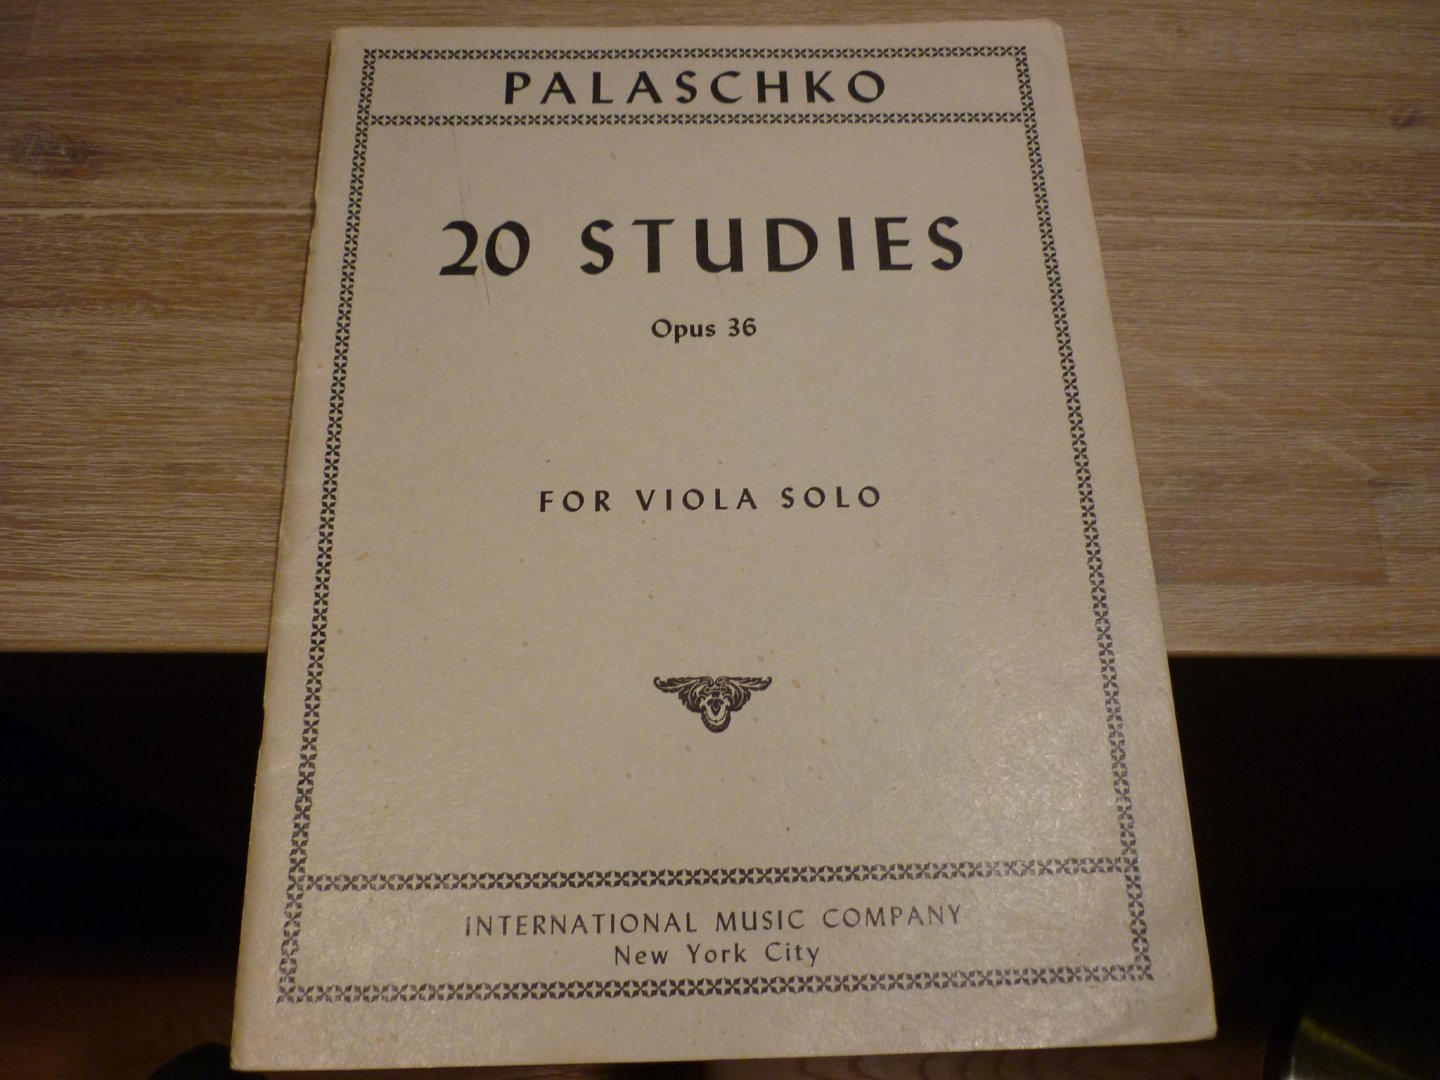 PALASCHKO
20 STUDIES
Opus 36
FOR VIOLA SOLO
INTERNATIONAL MUSIC COMPANY
New York City